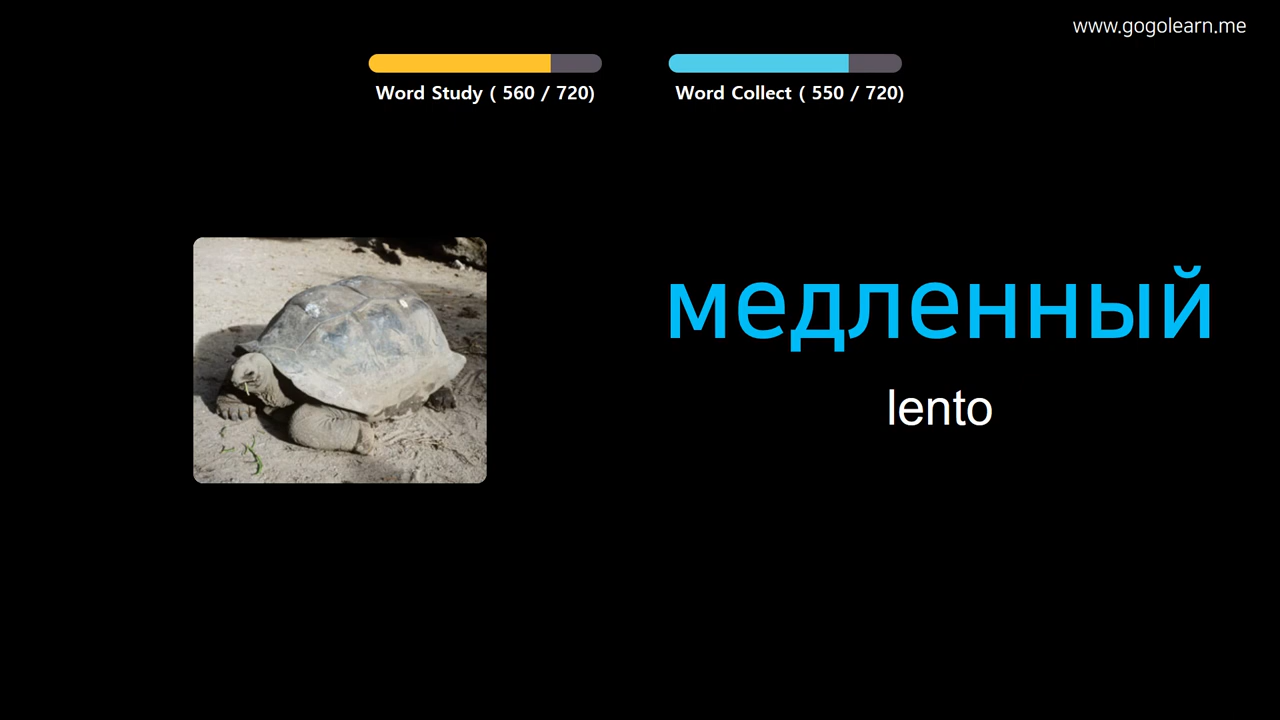 www.gogolearn.me
Word Study ( 560 / 720)
Word Collect ( 550 / 720)
медленный
lento